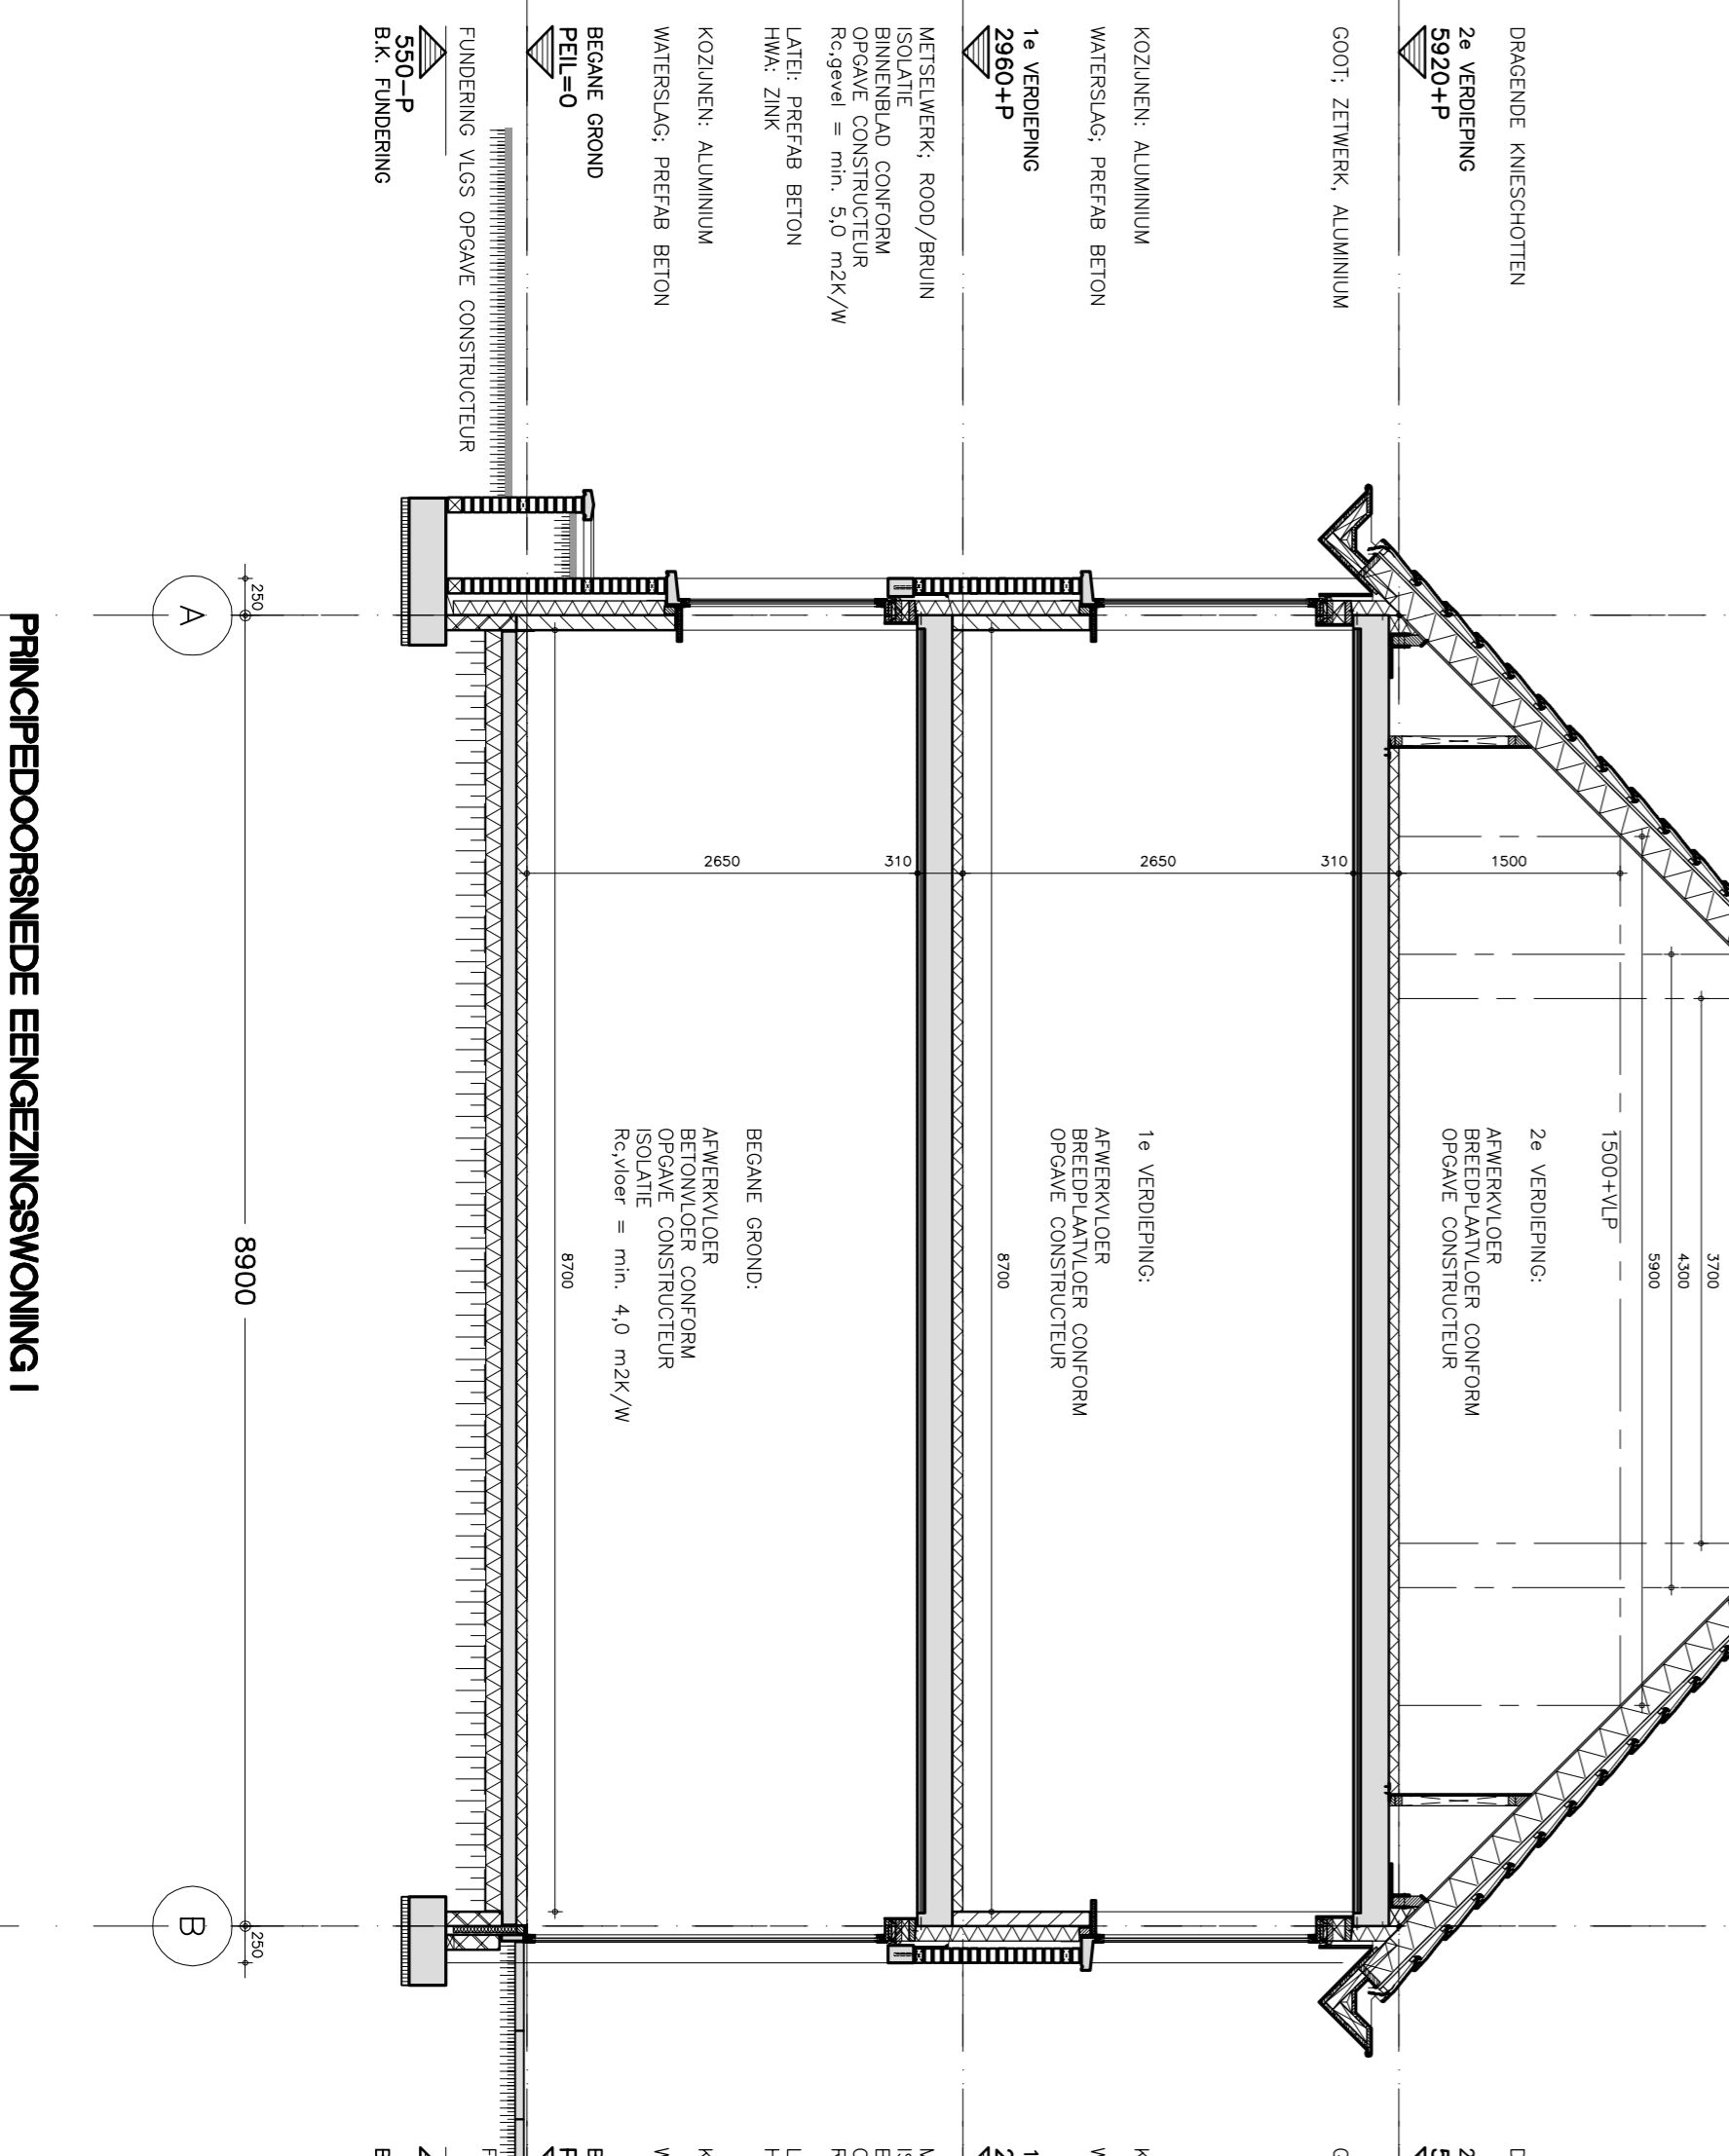 DRAGENDE KNIESCHOTTEN
2e VERDIEPING
5920+P
GOOT; ZETWERK, ALUMINIUM
KOZIJNEN: ALUMINIUM
WATERSLAG; PREFAB BETON
1e VERDIEPING
2960+P
METSELWERK; ROOD/BRUIN
ISOLATIE
BINNENBLAD CONFORM
OPGAVE CONSTRUCTEUR
Rc,gevel = min. 5,0 m2K/W
LATEI: PREFAB BETON
HWA: ZINK
KOZIJNEN: ALUMINIUM
WATERSLAG; PREFAB BETON
BEGANE GROND
PEIL=0
FUNDERING VLGS OPGAVE CONSTRUCTEUR
550-P
B.K. FUNDERING
3700
4300
5900
1500+VLP
1500
2e VERDIEPING:
AFWERKVLOER
BREEDPLAATVLOER CONFORM
OPGAVE CONSTRUCTEUR
310
2650
1e VERDIEPING:
AFWERKVLOER
BREEDPLAATVLOER CONFORM
OPGAVE CONSTRUCTEUR
8700
310
2650
BEGANE GROND:
AFWERKVLOER
BETONVLOER CONFORM
OPGAVE CONSTRUCTEUR
ISOLATIE
Rc,vloer = min. 4,0 m2K/W
8700
250
8900
250
A
B
PRINCIPEDOORSNEDE EENGEZINGSWONING I